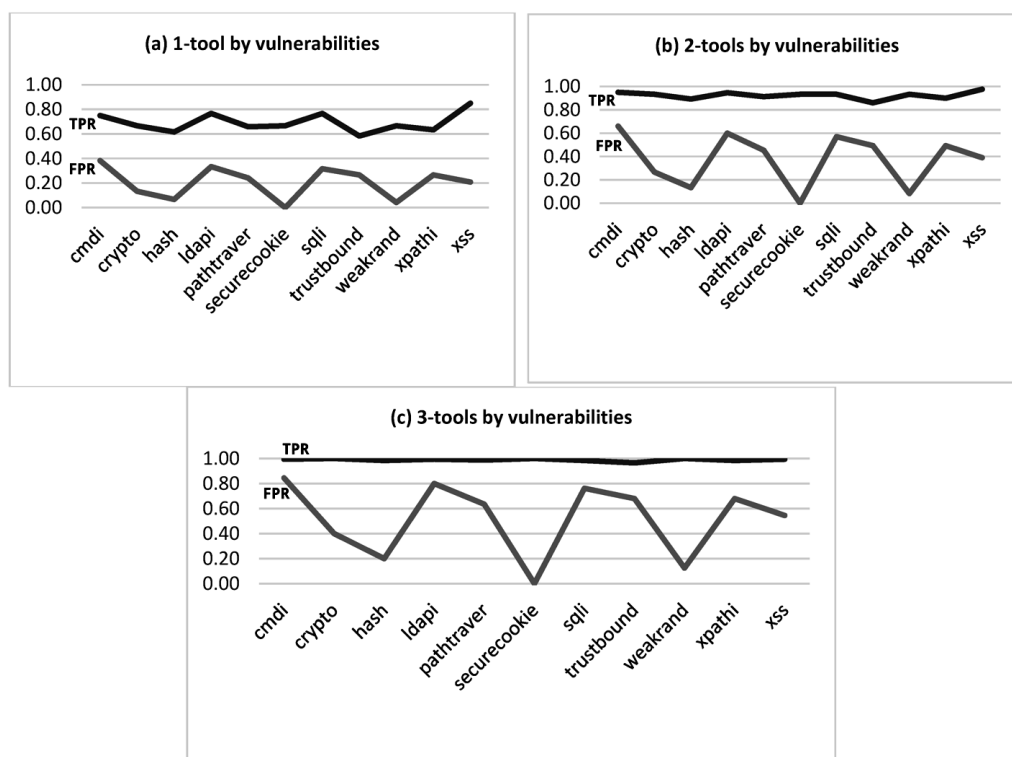 (a) 1-tool by vulnerabilities
1.00
0.80
TPR
0.60
0.40
FPR
0.20
0.00
cmdi
crypto
hash
ldapi
pathtraver
securecookie
sqli
trustbound
weakrand
xpathi
xss
(b) 2-tools by vulnerabilities
1.00
TPR
0.80
0.60
FPR
0.40
0.20
0.00
cmdi
crypto
hash
ldapi
pathtraver
securecookie
sqli
trustbound
weakrand
xpathi
xss
(c) 3-tools by vulnerabilities
TPR
1.00
0.80
FPR
0.60
0.40
0.20
0.00
cmdi
crypto
hash
ldapi
pathtraver
securecookie
sqli
trustbound
weakrand
xpathi
xss